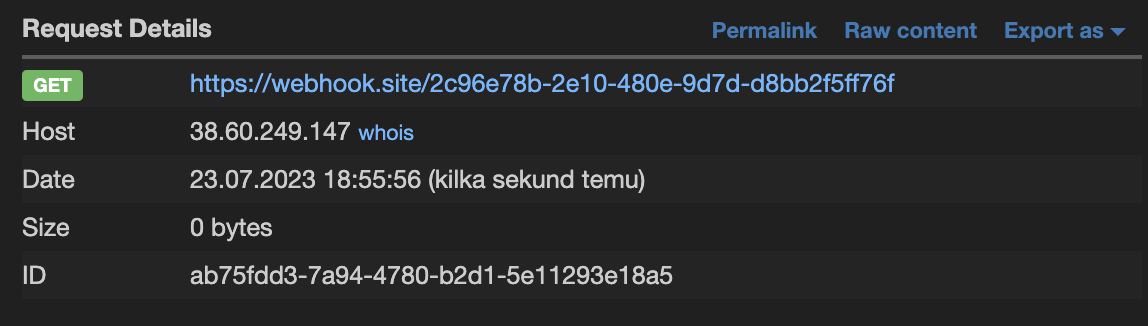 Request Details Permalink Raw content Export as
GET https://webhook.site/2c96e78b-2e10-480e-9d7d-d8bb2f5ff76f
Host 38.60.249.147 whois
Date 23.07.2023 18:55:56 (kilka sekund temu)
Size 0 bytes
ID ab75fdd3-7a94-4780-b2d1-5e11293e18a5